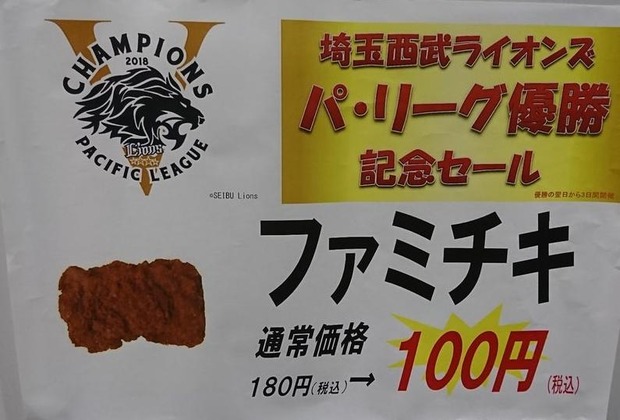 CHAMPIONS
2018
Lions
PACIFIC LEAGUE
©SEIBU Lions
埼玉西武ライオンズ
パ・リーグ優勝
記念セール
優勝の翌日から3日間開催
ファミチキ
通常価格
180円(税込)→100円(税込)